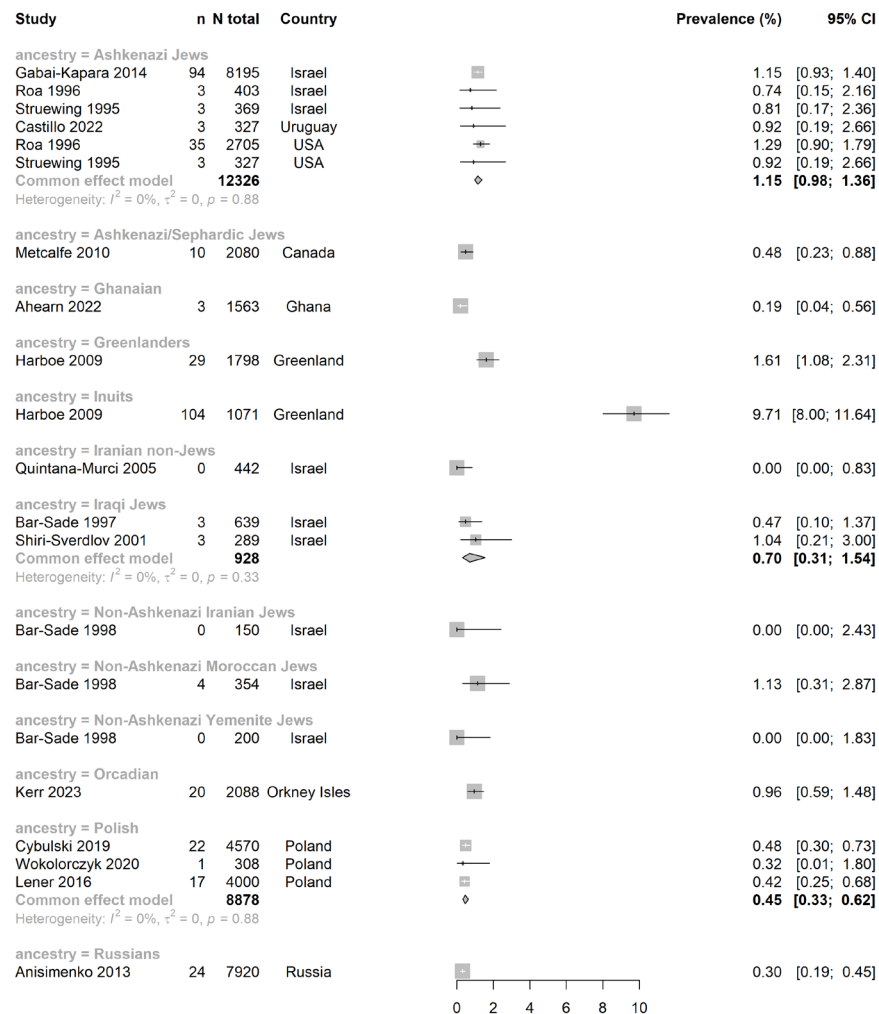 Study n N total Country Prevalence (%) 95% CI
ancestry = Ashkenazi Jews
Gabai-Kapara 2014 94 8195 Israel 1.15 [0.93; 1.40]
Roa 1996 3 403 Israel 0.74 [0.15; 2.16]
Struewing 1995 3 369 Israel 0.81 [0.17; 2.36]
Castillo 2022 3 327 Uruguay 0.92 [0.19; 2.66]
Roa 1996 35 2705 USA 1.29 [0.90; 1.79]
Struewing 1995 3 327 USA 0.92 [0.19; 2.66]
Common effect model 12326 1.15 [0.98; 1.36]
Heterogeneity: I² = 0%, τ² = 0, p = 0.88
ancestry = Ashkenazi/Sephardic Jews
Metcalfe 2010 10 2080 Canada 0.48 [0.23; 0.88]
ancestry = Ghanaian
Ahearn 2022 3 1563 Ghana 0.19 [0.04; 0.56]
ancestry = Greenlanders
Harboe 2009 29 1798 Greenland 1.61 [1.08; 2.31]
ancestry = Inuits
Harboe 2009 104 1071 Greenland 9.71 [8.00; 11.64]
ancestry = Iranian non-Jews
Quintana-Murci 2005 0 442 Israel 0.00 [0.00; 0.83]
ancestry = Iraqi Jews
Bar-Sade 1997 3 639 Israel 0.47 [0.10; 1.37]
Shiri-Sverdlov 2001 3 289 Israel 1.04 [0.21; 3.00]
Common effect model 928 0.70 [0.31; 1.54]
Heterogeneity: I² = 0%, τ² = 0, p = 0.33
ancestry = Non-Ashkenazi Iranian Jews
Bar-Sade 1998 0 150 Israel 0.00 [0.00; 2.43]
ancestry = Non-Ashkenazi Moroccan Jews
Bar-Sade 1998 4 354 Israel 1.13 [0.31; 2.87]
ancestry = Non-Ashkenazi Yemenite Jews
Bar-Sade 1998 0 200 Israel 0.00 [0.00; 1.83]
ancestry = Orcadian
Kerr 2023 20 2088 Orkney Isles 0.96 [0.59; 1.48]
ancestry = Polish
Cybulski 2019 22 4570 Poland 0.48 [0.30; 0.73]
Wokolorczyk 2020 1 308 Poland 0.32 [0.01; 1.80]
Lener 2016 17 4000 Poland 0.42 [0.25; 0.68]
Common effect model 8878 0.45 [0.33; 0.62]
Heterogeneity: I² = 0%, τ² = 0, p = 0.88
ancestry = Russians
Anisimenko 2013 24 7920 Russia 0.30 [0.19; 0.45]
0 2 4 6 8 10